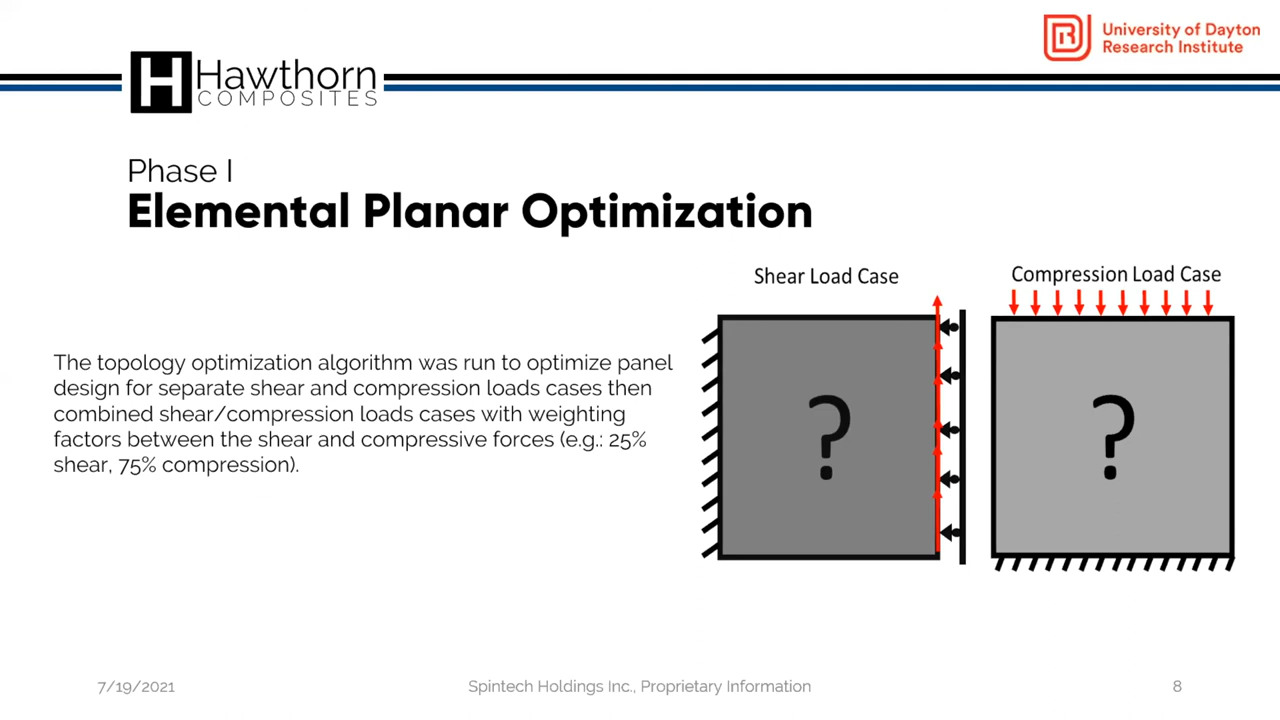 University of Dayton
Research Institute
H Hawthorn
COMPOSITES
Phase I
Elemental Planar Optimization
The topology optimization algorithm was run to optimize panel
design for separate shear and compression loads cases then
combined shear/compression loads cases with weighting
factors between the shear and compressive forces (e.g.: 25%
shear, 75% compression).
Shear Load Case
?
Compression Load Case
?
7/19/2021
Spintech Holdings Inc., Proprietary Information
8